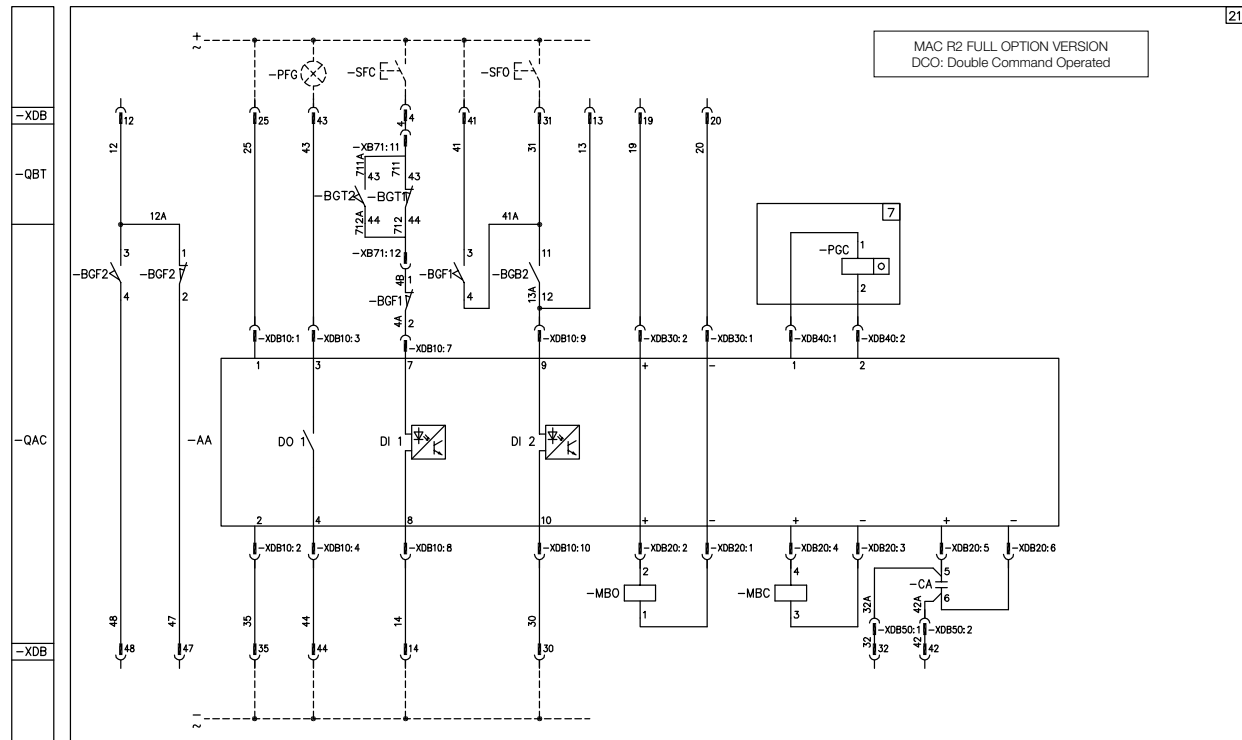 21
MAC R2 FULL OPTION VERSION
DCO: Double Command Operated
+
~
-PFG
-SFC
-SFO
-XDB
12
25
43
4
41
31
13
19
20
-QBT
12
25
43
4
-XB71:11
711A
711
41
31
13
19
20
43
43
-BGT2
-BGT1
44
44
712A
712
12A
41A
7
-XB71:12
-PGC
1
2
3
-BGF2
4
1
-BGF2
2
4B
1
-BGF1
4A
2
3
-BGF1
4
11
-BGB2
13A
12
-XDB10:1
-XDB10:3
-XDB10:7
-XDB10:9
-XDB30:2
-XDB30:1
-XDB40:1
-XDB40:2
1
3
7
9
+
-
1
2
-QAC
-AA
DO 1
DI 1
DI 2
2
4
8
10
+
-
+
-
+
-
-XDB10:2
-XDB10:4
-XDB10:8
-XDB10:10
-XDB20:2
-XDB20:1
-XDB20:4
-XDB20:3
-XDB20:5
-XDB20:6
2
-MBO
1
4
-MBC
3
5
-CA
6
32A
42A
48
47
35
44
14
30
-XDB50:1
-XDB50:2
32
42
-XDB
48
47
35
44
14
30
32
42
-
~